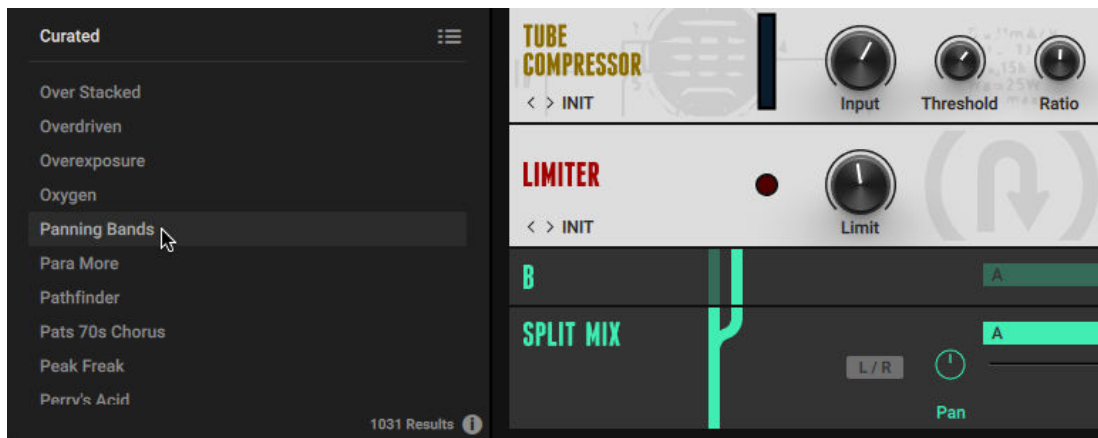 Curated
Over Stacked
Overdriven
Overexposure
Oxygen
Panning Bands
Para More
Pathfinder
Pats 70s Chorus
Peak Freak
Perry's Acid
1031 Results
TUBE
COMPRESSOR
< > INIT
Input Threshold Ratio
LIMITER
< > INIT
Limit
B
A
SPLIT MIX
A
L / R
Pan